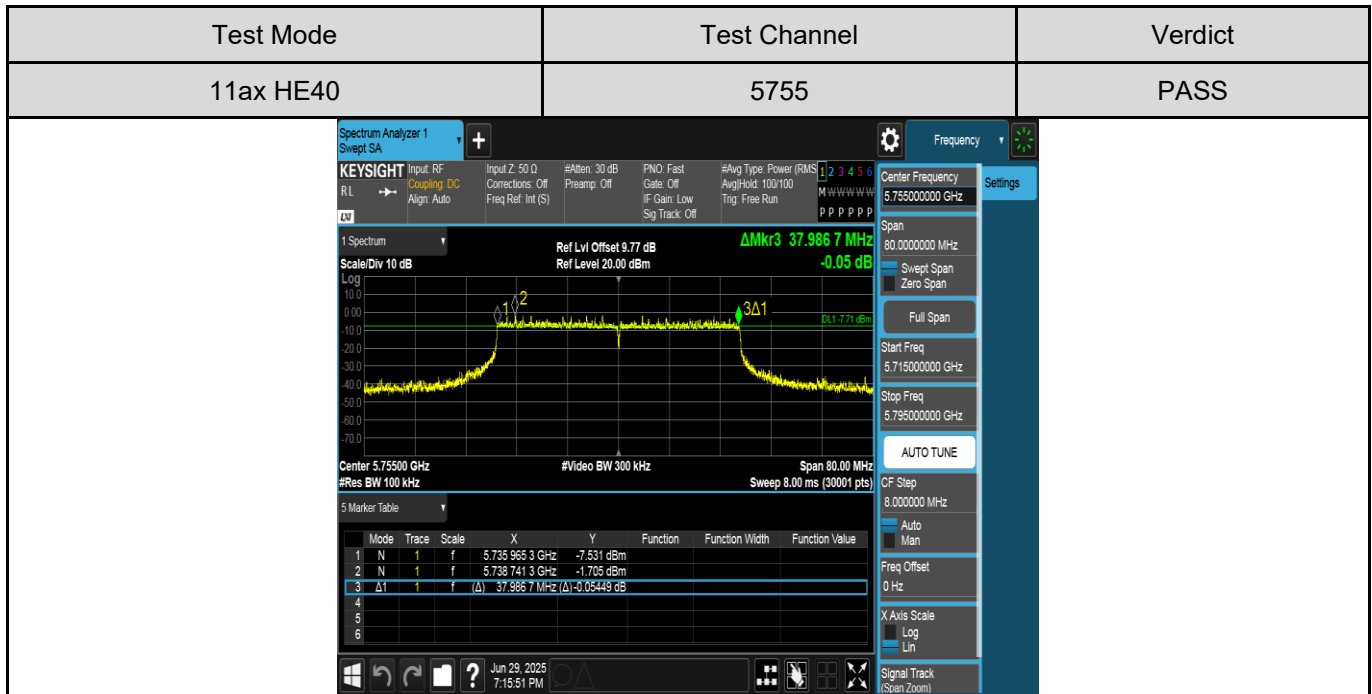 Test Mode Test Channel Verdict
11ax HE40 5755 PASS
Spectrum Analyzer 1
Swept SA
+
Frequency
KEYSIGHT
RL
LXI
Input: RF
Coupling: DC
Align: Auto
Input Z: 50 Ω
Corrections: Off
Freq Ref: Int (S)
#Atten: 30 dB
Preamp: Off
PNO: Fast
Gate: Off
IF Gain: Low
Sig Track: Off
#Avg Type: Power (RMS
Avg|Hold: 100/100
Trig: Free Run
1 2 3 4 5 6
M W W W W W
P P P P P P
1 Spectrum
Scale/Div 10 dB
Ref Lvl Offset 9.77 dB
Ref Level 20.00 dBm
ΔMkr3 37.986 7 MHz
-0.05 dB
Log
10.0
0.00
-10.0
-20.0
-30.0
-40.0
-50.0
-60.0
-70.0
1
2
3Δ1
DL1 -7.71 dBm
Center 5.75500 GHz
#Res BW 100 kHz
#Video BW 300 kHz
Span 80.00 MHz
Sweep 8.00 ms (30001 pts)
5 Marker Table
Mode Trace Scale X Y Function Function Width Function Value
1 N 1 f 5.735 965 3 GHz -7.531 dBm
2 N 1 f 5.738 741 3 GHz -1.705 dBm
3 Δ1 1 f (Δ) 37.986 7 MHz (Δ) -0.05449 dB
4
5
6
?
Jun 29, 2025
7:15:51 PM
Center Frequency
5.755000000 GHz
Settings
Span
80.0000000 MHz
Swept Span
Zero Span
Full Span
Start Freq
5.715000000 GHz
Stop Freq
5.795000000 GHz
AUTO TUNE
CF Step
8.000000 MHz
Auto
Man
Freq Offset
0 Hz
X Axis Scale
Log
Lin
Signal Track
(Span Zoom)